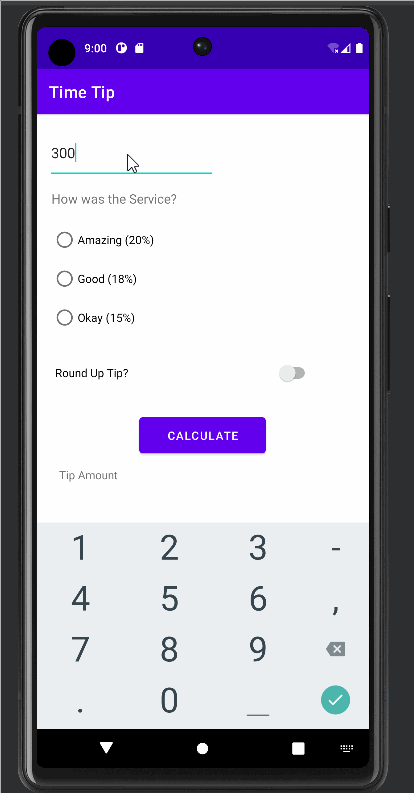 9:00
Time Tip
300
How was the Service?
Amazing (20%)
Good (18%)
Okay (15%)
Round Up Tip?
CALCULATE
Tip Amount
1 2 3 -
4 5 6 ,
7 8 9
. 0 _